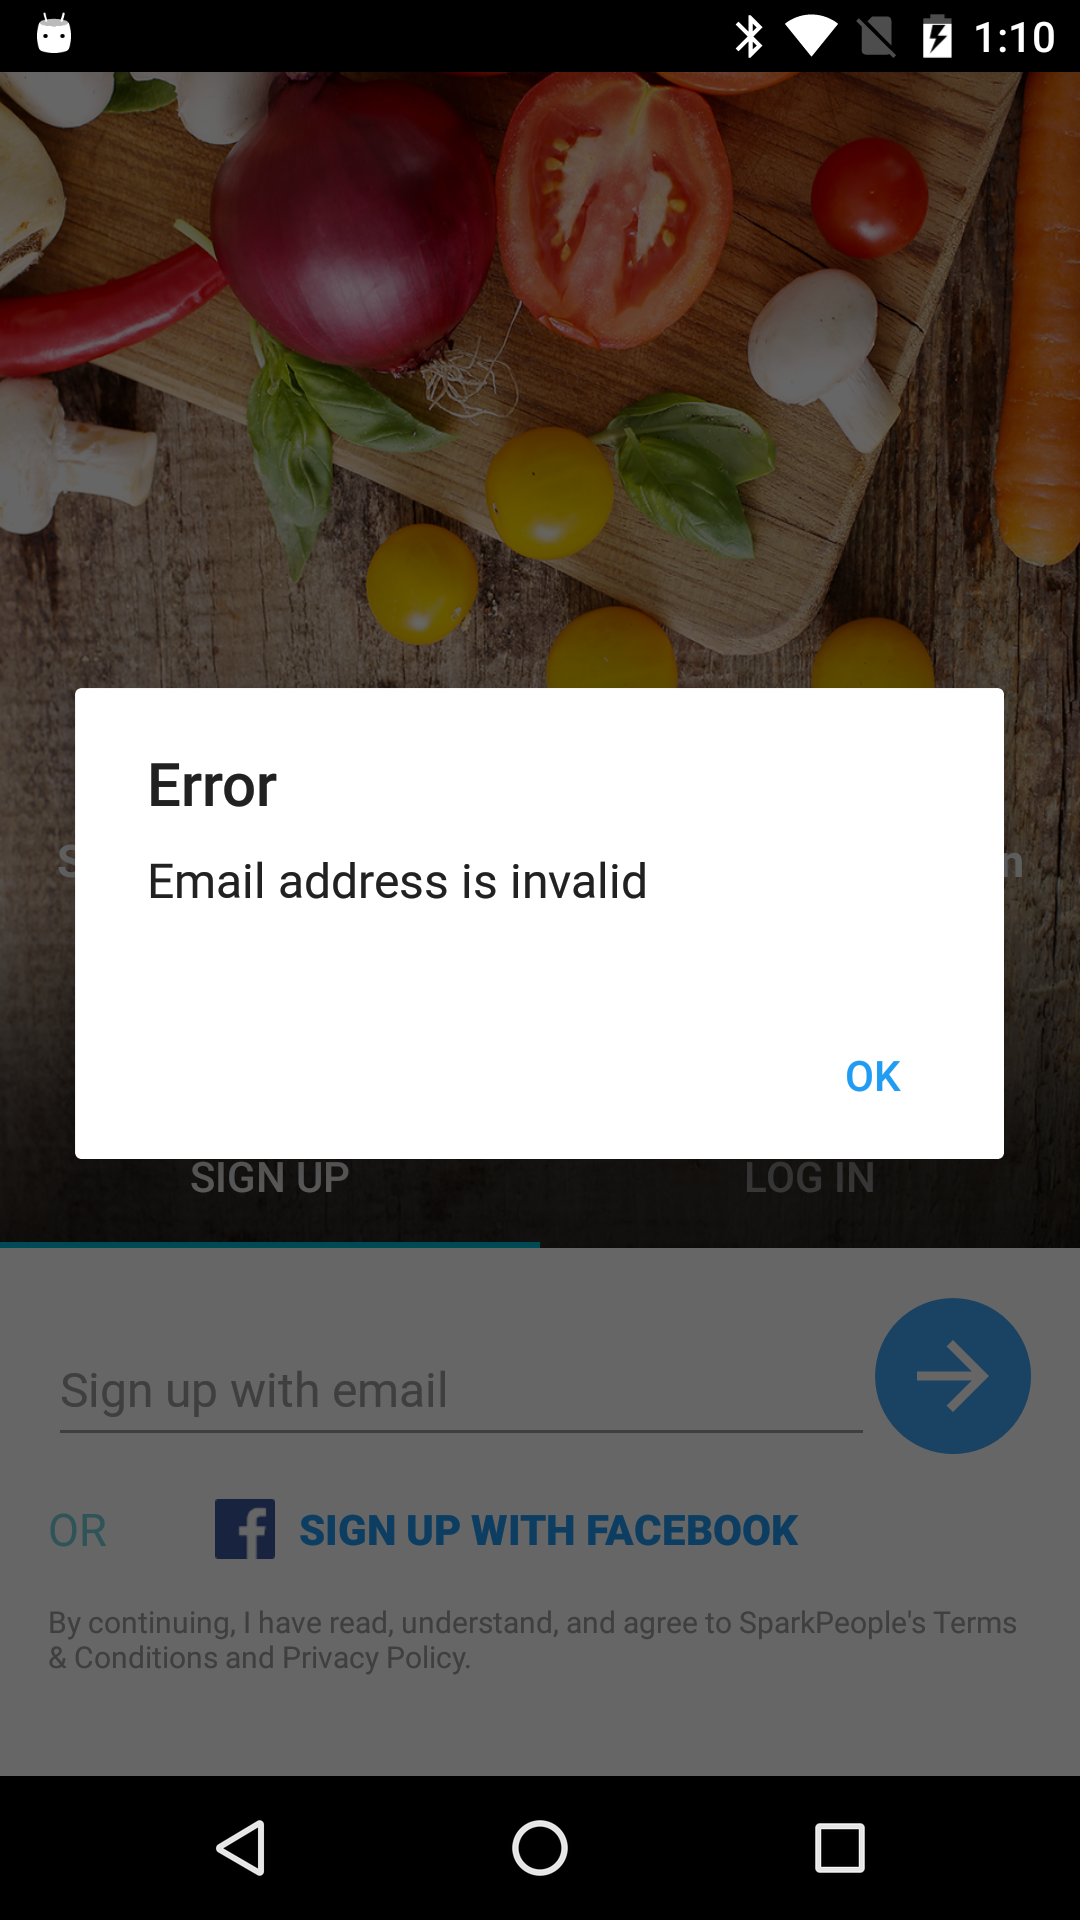 1:10
Error
Email address is invalid
OK
SIGN UP
LOG IN
Sign up with email
OR
SIGN UP WITH FACEBOOK
By continuing, I have read, understand, and agree to SparkPeople's Terms
& Conditions and Privacy Policy.